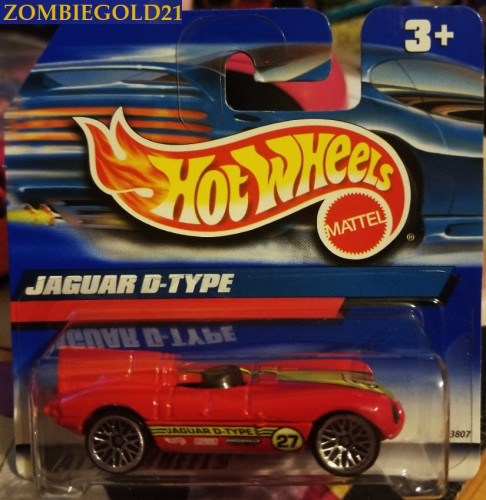 ZOMBIEGOLD21
3+
HOT WHEELS
MATTEL
®
JAGUAR D-TYPE
JAGUAR D-TYPE
JAGUAR D-TYPE
27
3807